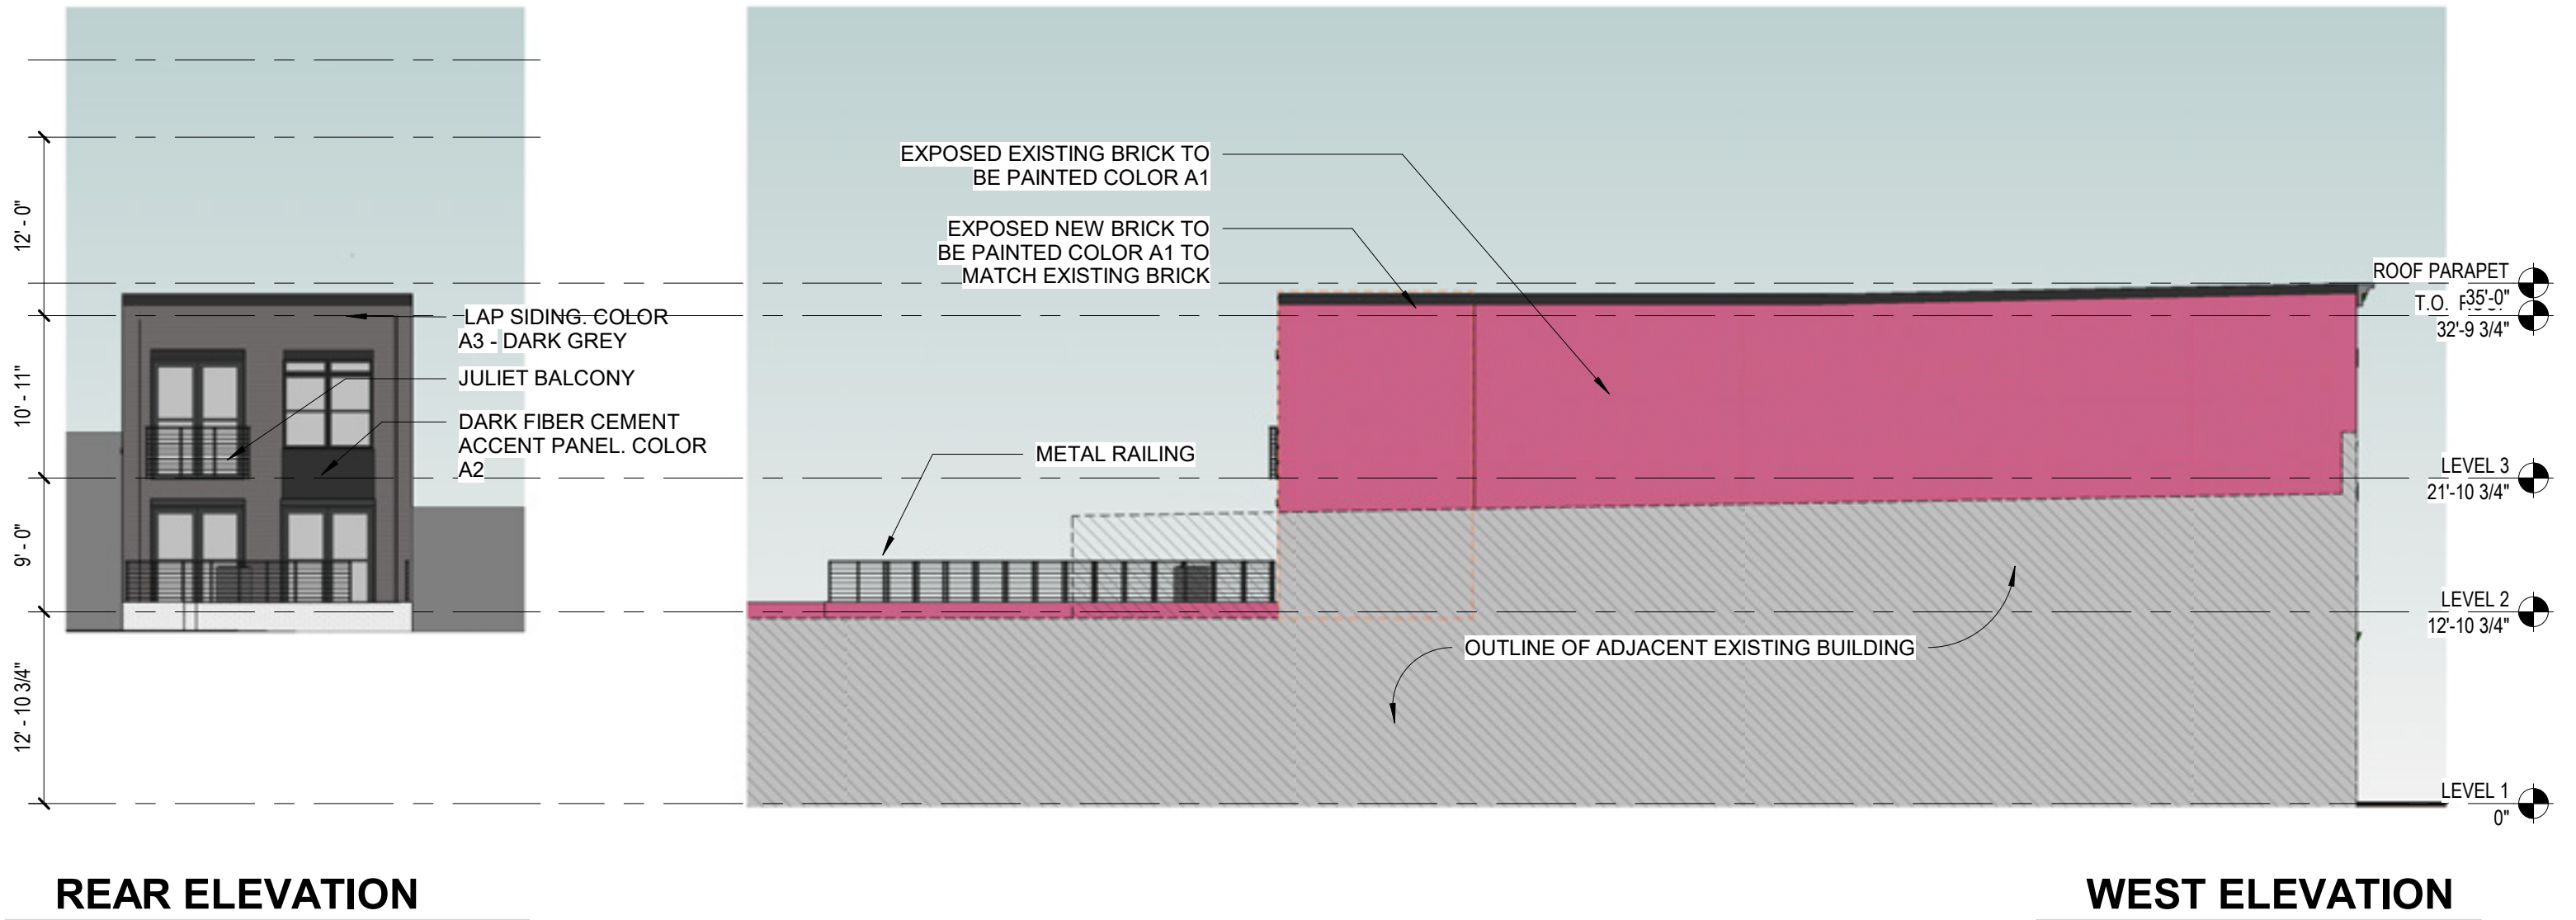 EXPOSED EXISTING BRICK TO
BE PAINTED COLOR A1
EXPOSED NEW BRICK TO
BE PAINTED COLOR A1 TO
MATCH EXISTING BRICK
12' - 0"
10' - 11"
9' - 0"
12' - 10 3/4"
LAP SIDING. COLOR
A3 - DARK GREY
JULIET BALCONY
DARK FIBER CEMENT
ACCENT PANEL. COLOR
A2
METAL RAILING
OUTLINE OF ADJACENT EXISTING BUILDING
ROOF PARAPET
35'-0"
T.O.
32'-9 3/4"
LEVEL 3
21'-10 3/4"
LEVEL 2
12'-10 3/4"
LEVEL 1
0"
REAR ELEVATION
WEST ELEVATION